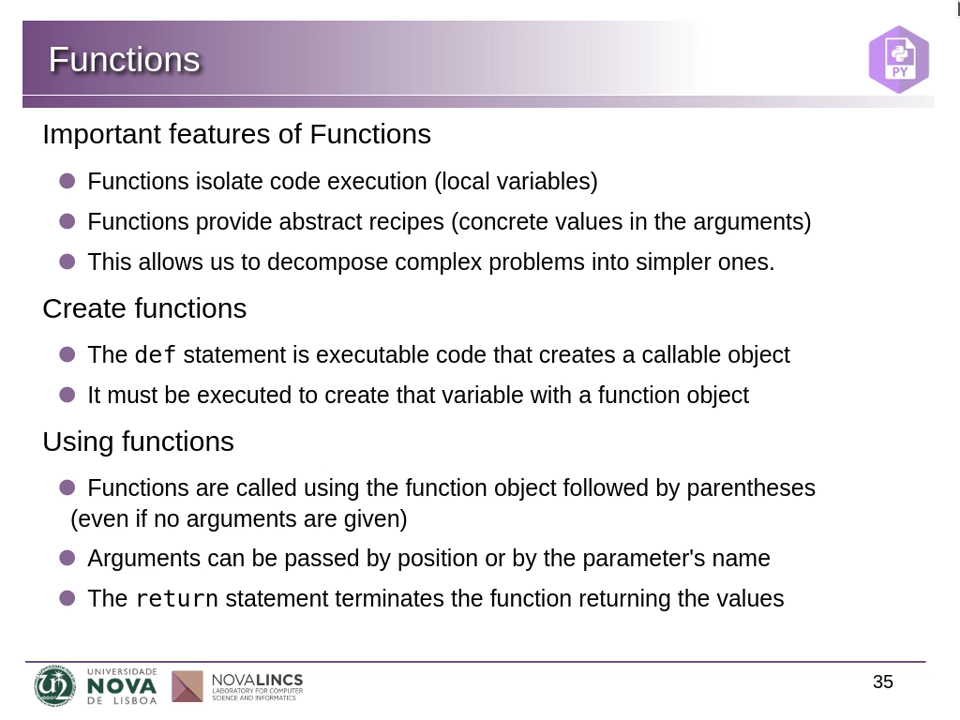 Functions
PY
Important features of Functions
Functions isolate code execution (local variables)
Functions provide abstract recipes (concrete values in the arguments)
This allows us to decompose complex problems into simpler ones.
Create functions
The def statement is executable code that creates a callable object
It must be executed to create that variable with a function object
Using functions
Functions are called using the function object followed by parentheses
(even if no arguments are given)
Arguments can be passed by position or by the parameter's name
The return statement terminates the function returning the values
UNIVERSIDADE
NOVA
DE LISBOA
NOVALINCS
LABORATORY FOR COMPUTER
SCIENCE AND INFORMATICS
35